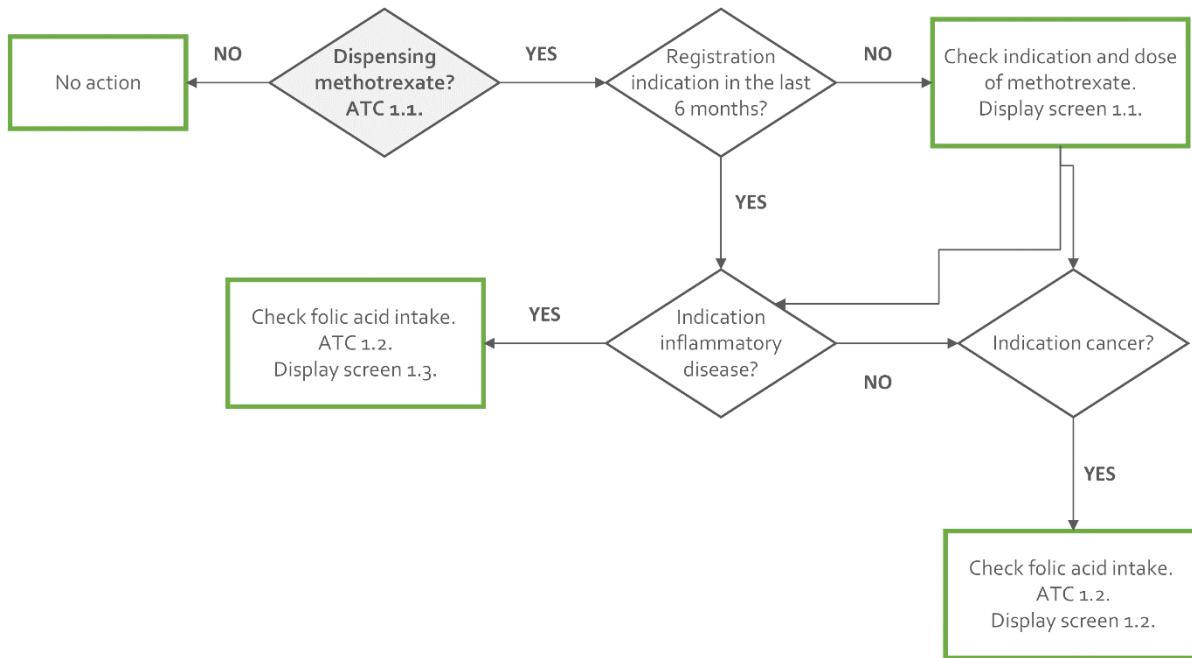 No action
NO
Dispensing
methotrexate?
ATC 1.1.
YES
Registration
indication in the last
6 months?
NO
Check indication and dose
of methotrexate.
Display screen 1.1.
YES
Check folic acid intake.
ATC 1.2.
Display screen 1.3.
YES
Indication
inflammatory
disease?
NO
Indication cancer?
YES
Check folic acid intake.
ATC 1.2.
Display screen 1.2.